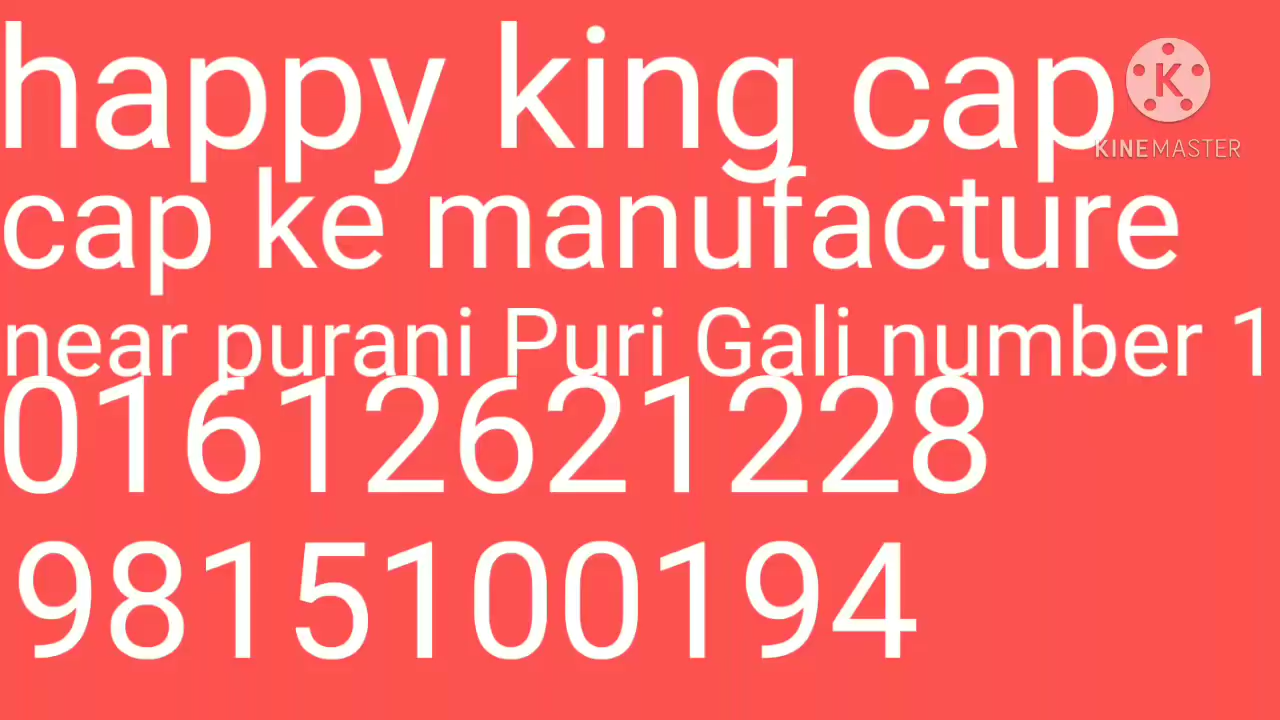 happy king cap
KINEMASTER
cap ke manufacture
near purani Puri Gali number 1
01612621228
9815100194